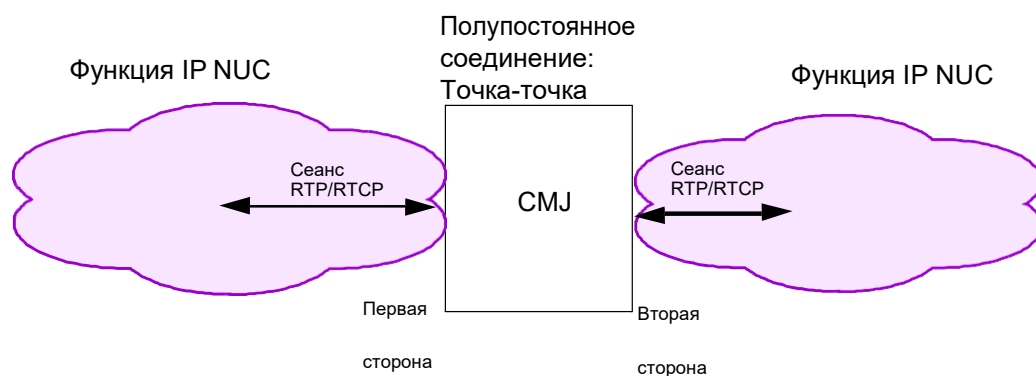 Полупостоянное
соединение:
Точка-точка
Функция IP NUC
Функция IP NUC
Сеанс
RTP/RTCP
CMJ
Сеанс
RTP/RTCP
Первая
сторона
Вторая
сторона